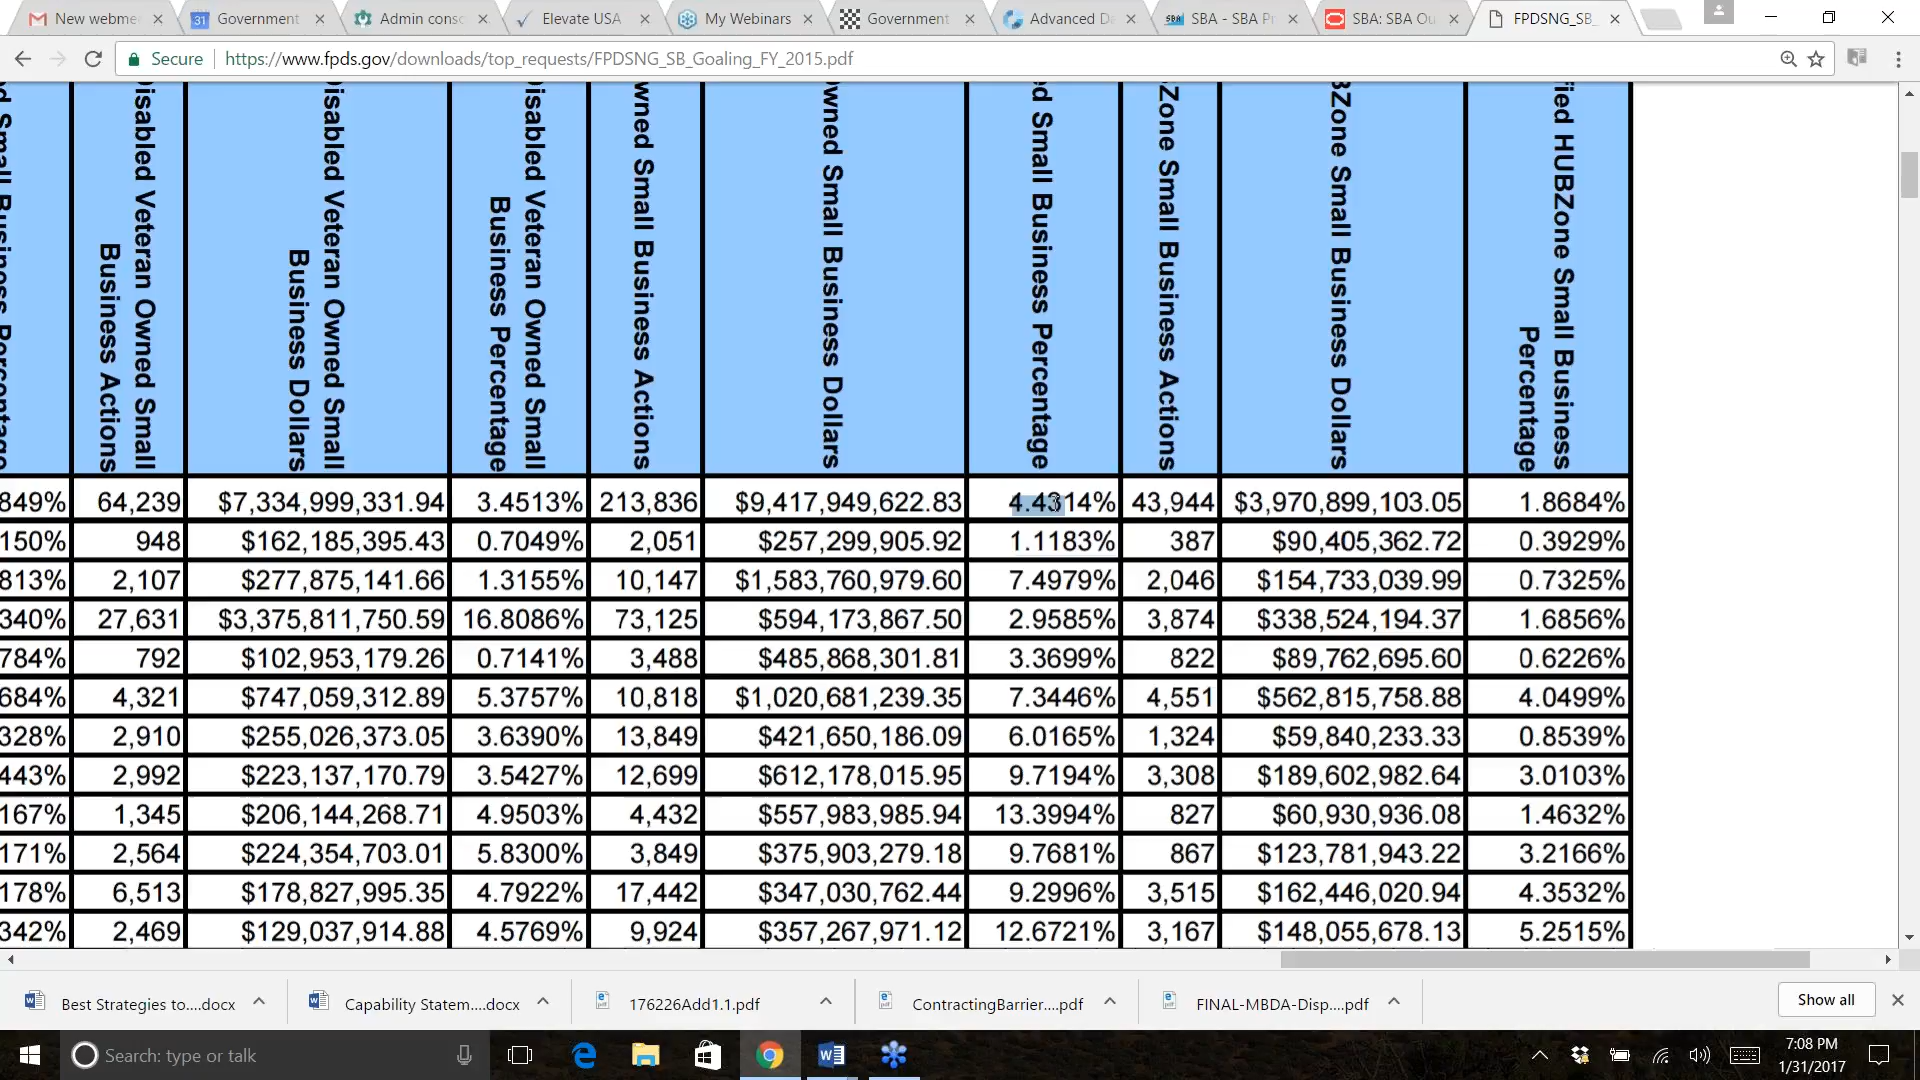 New webme
Government
Admin conso
Elevate USA
My Webinars
Government
Advanced Da
SBA - SBA Pr
SBA: SBA Ou
FPDSNG_SB_
Secure https://www.fpds.gov/downloads/top_requests/FPDSNG_SB_Goaling_FY_2015.pdf
d Small Business Percentage
Disabled Veteran Owned Small
Business Actions
Disabled Veteran Owned Small
Business Dollars
Disabled Veteran Owned Small
Business Percentage
wned Small Business Actions
Owned Small Business Dollars
ed Small Business Percentage
Zone Small Business Actions
BZone Small Business Dollars
fied HUBZone Small Business
Percentage
849% 64,239 $7,334,999,331.94 3.4513% 213,836 $9,417,949,622.83 4.4314% 43,944 $3,970,899,103.05 1.8684%
150% 948 $162,185,395.43 0.7049% 2,051 $257,299,905.92 1.1183% 387 $90,405,362.72 0.3929%
813% 2,107 $277,875,141.66 1.3155% 10,147 $1,583,760,979.60 7.4979% 2,046 $154,733,039.99 0.7325%
340% 27,631 $3,375,811,750.59 16.8086% 73,125 $594,173,867.50 2.9585% 3,874 $338,524,194.37 1.6856%
784% 792 $102,953,179.26 0.7141% 3,488 $485,868,301.81 3.3699% 822 $89,762,695.60 0.6226%
684% 4,321 $747,059,312.89 5.3757% 10,818 $1,020,681,239.35 7.3446% 4,551 $562,815,758.88 4.0499%
328% 2,910 $255,026,373.05 3.6390% 13,849 $421,650,186.09 6.0165% 1,324 $59,840,233.33 0.8539%
443% 2,992 $223,137,170.79 3.5427% 12,699 $612,178,015.95 9.7194% 3,308 $189,602,982.64 3.0103%
167% 1,345 $206,144,268.71 4.9503% 4,432 $557,983,985.94 13.3994% 827 $60,930,936.08 1.4632%
171% 2,564 $224,354,703.01 5.8300% 3,849 $375,903,279.18 9.7681% 867 $123,781,943.22 3.2166%
178% 6,513 $178,827,995.35 4.7922% 17,442 $347,030,762.44 9.2996% 3,515 $162,446,020.94 4.3532%
342% 2,469 $129,037,914.88 4.5769% 9,924 $357,267,971.12 12.6721% 3,167 $148,055,678.13 5.2515%
Best Strategies to....docx
Capability Statem....docx
176226Add1.1.pdf
ContractingBarrier....pdf
FINAL-MBDA-Disp....pdf
Show all
Search: type or talk
7:08 PM
1/31/2017